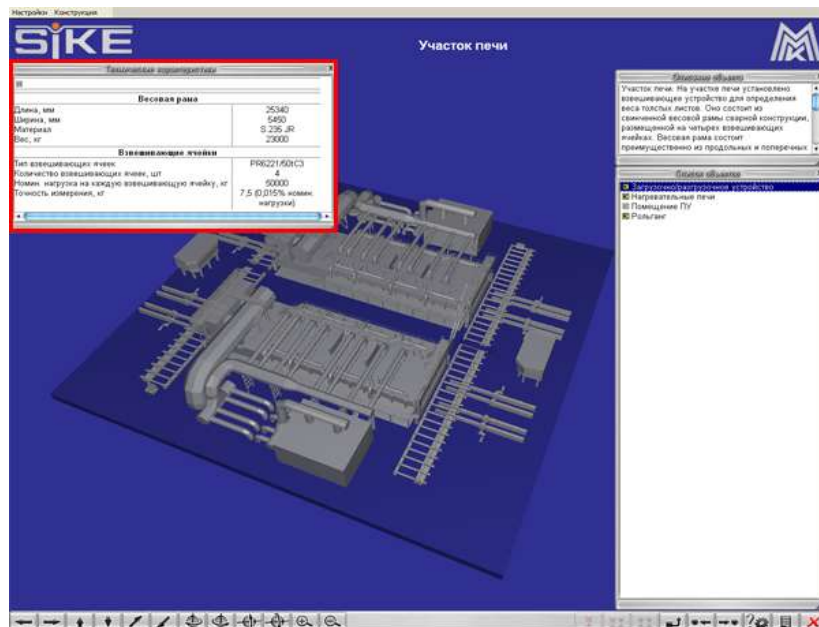 Настройки Конструкция
SIKE
Участок печи
Технические характеристики
Весовая рама
Длина, мм 25340
Ширина, мм 5450
Материал S 235 JR
Вес, кг 23000
Взвешивающие ячейки
Тип взвешивающих ячеек PR6221/50tC3
Количество взвешивающих ячеек, шт 4
Номин. нагрузка на каждую взвешивающую ячейку, кг 50000
Точность измерения, кг 7,5 (0,015% номин.
нагрузки)
Описание объекта
Участок печи. На участке печи установлено
взвешивающее устройство для определения
веса толстых листов. Оно состоит из
свинченной весовой рамы сварной конструкции,
размещенной на четырех взвешивающих
ячейках. Весовая рама состоит
преимущественно из продольных и поперечных
Список объектов
Загрузочно/разгрузочное устройство
Нагревательные печи
Помещение ПУ
Рольганг